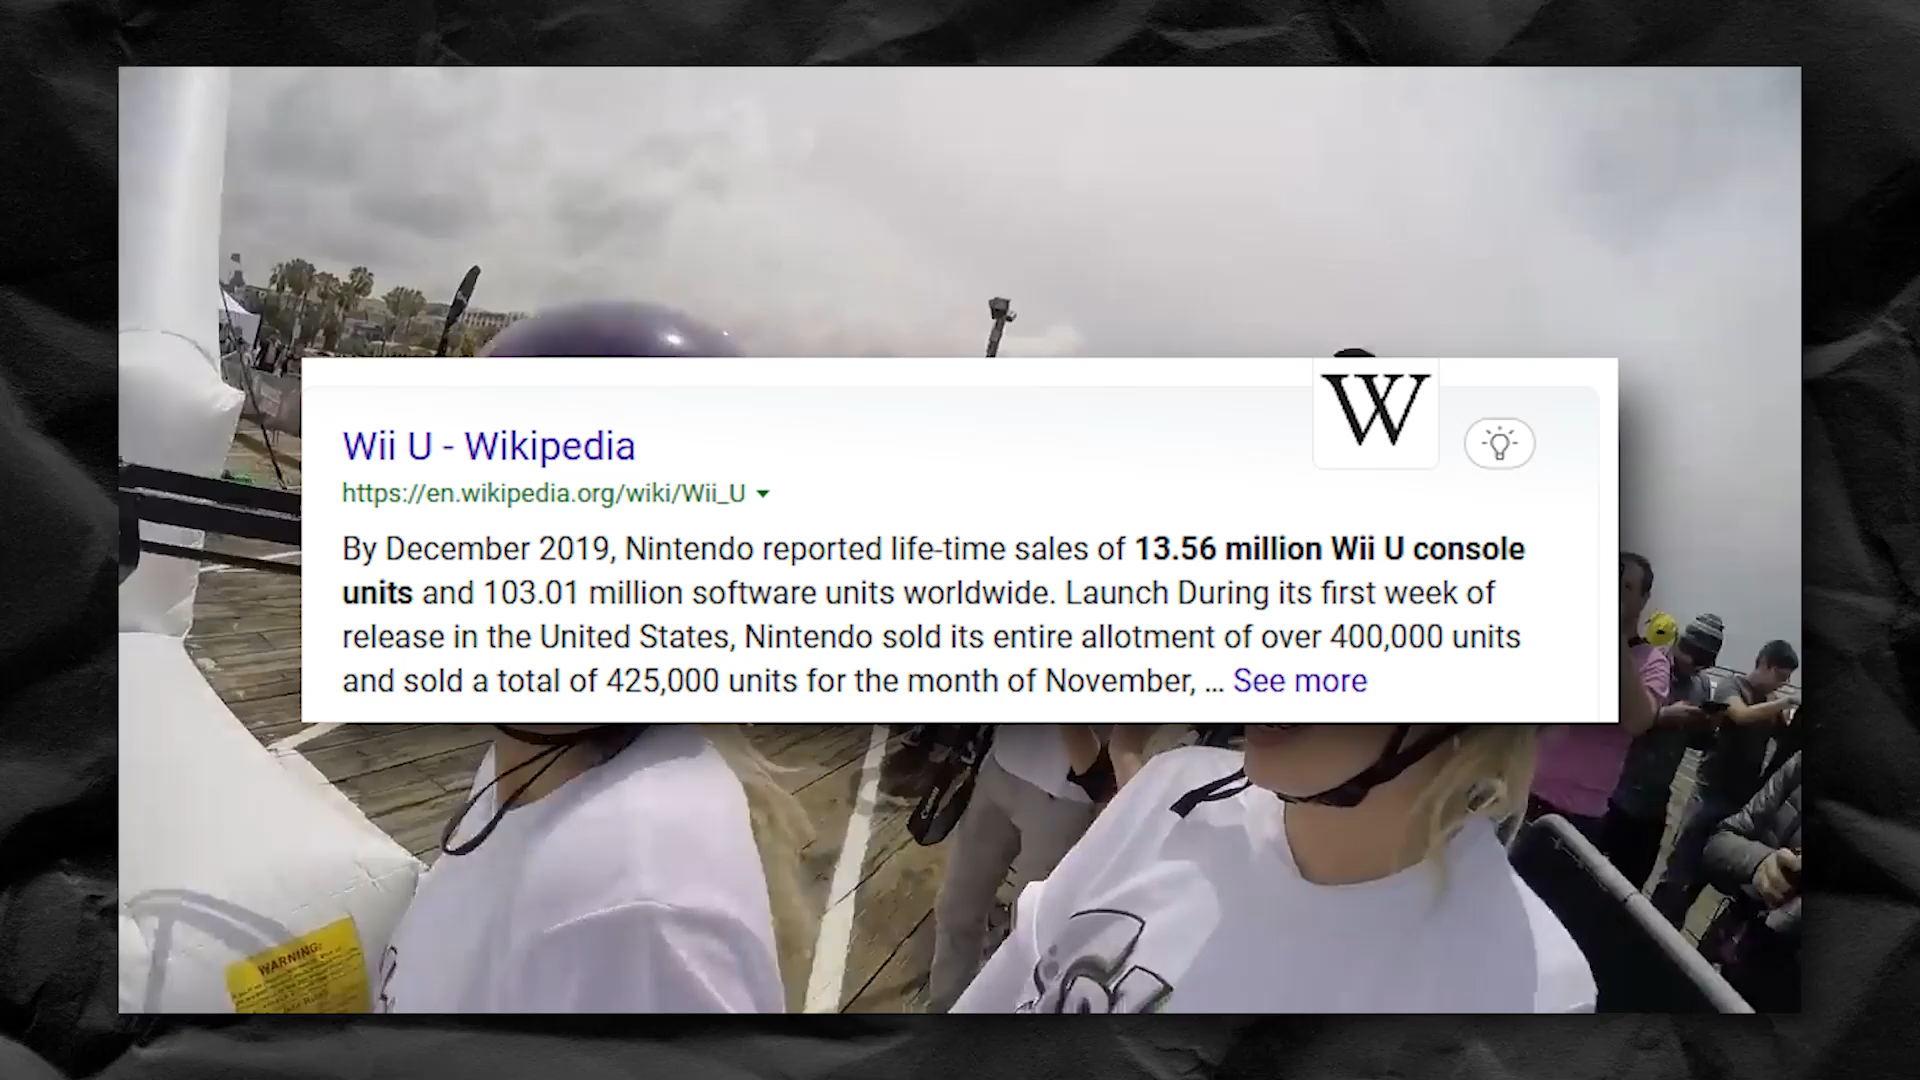 W
Wii U - Wikipedia
https://en.wikipedia.org/wiki/Wii_U
By December 2019, Nintendo reported life-time sales of 13.56 million Wii U console
units and 103.01 million software units worldwide. Launch During its first week of
release in the United States, Nintendo sold its entire allotment of over 400,000 units
and sold a total of 425,000 units for the month of November, ... See more
WARNING: